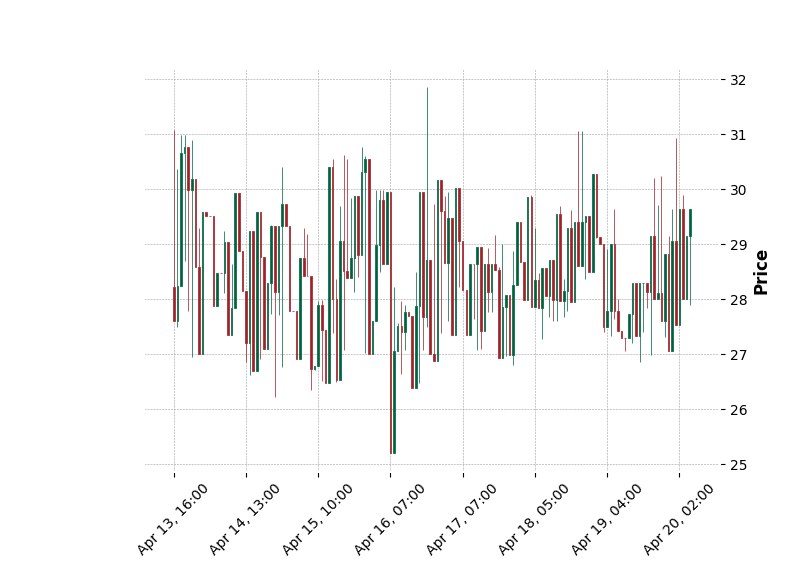 32
31
30
29
28
27
26
25
Price
Apr 13, 16:00
Apr 14, 13:00
Apr 15, 10:00
Apr 16, 07:00
Apr 17, 07:00
Apr 18, 05:00
Apr 19, 04:00
Apr 20, 02:00